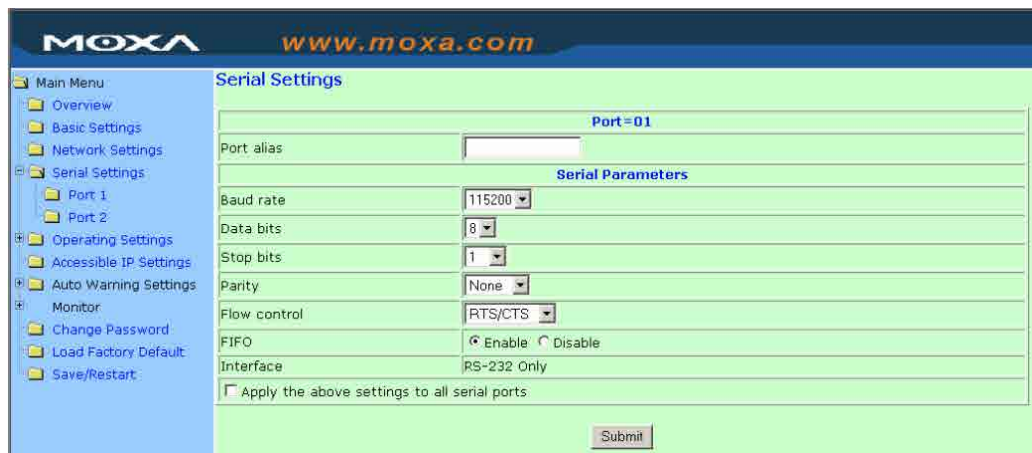 MOXA www.moxa.com
Main Menu
Overview
Basic Settings
Network Settings
Serial Settings
Port 1
Port 2
Operating Settings
Accessible IP Settings
Auto Warning Settings
Monitor
Change Password
Load Factory Default
Save/Restart
Serial Settings
Port=01
Port alias
Serial Parameters
Baud rate 115200
Data bits 8
Stop bits 1
Parity None
Flow control RTS/CTS
FIFO Enable Disable
Interface RS-232 Only
Apply the above settings to all serial ports
Submit